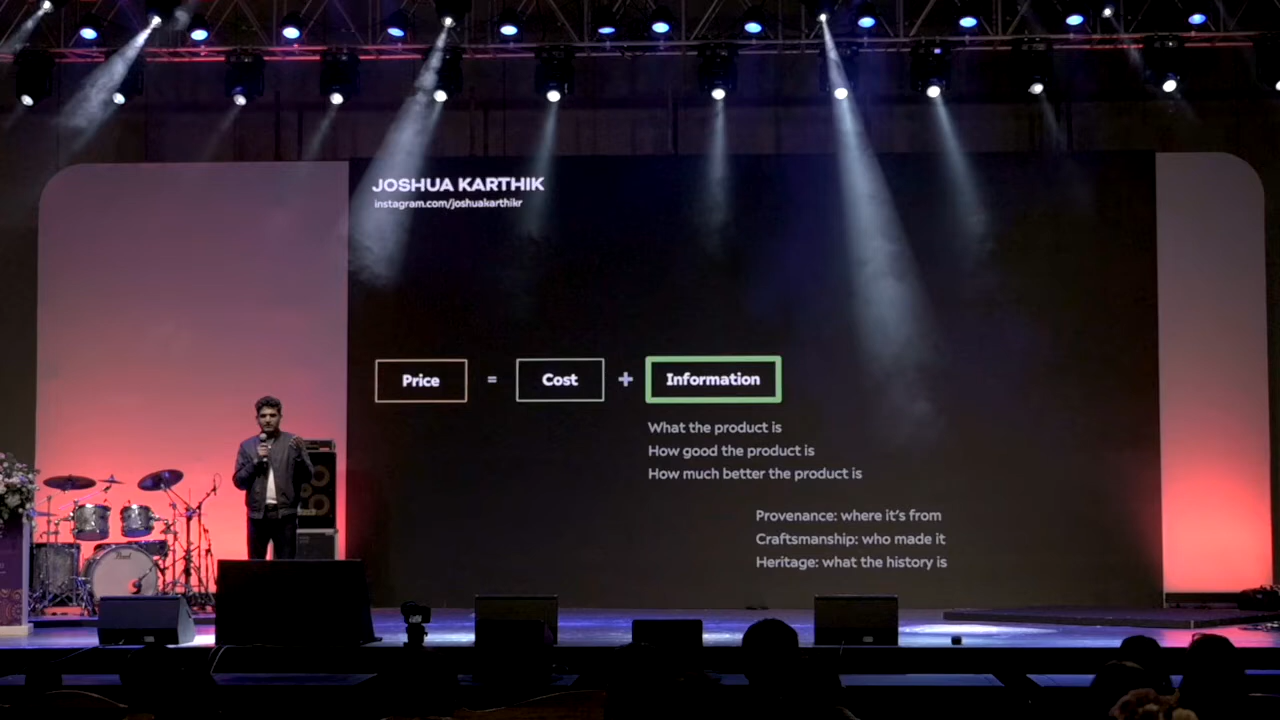 JOSHUA KARTHIK
instagram.com/joshuakarthikr
Price = Cost + Information
What the product is
How good the product is
How much better the product is
Provenance: where it's from
Craftsmanship: who made it
Heritage: what the history is
Pearl